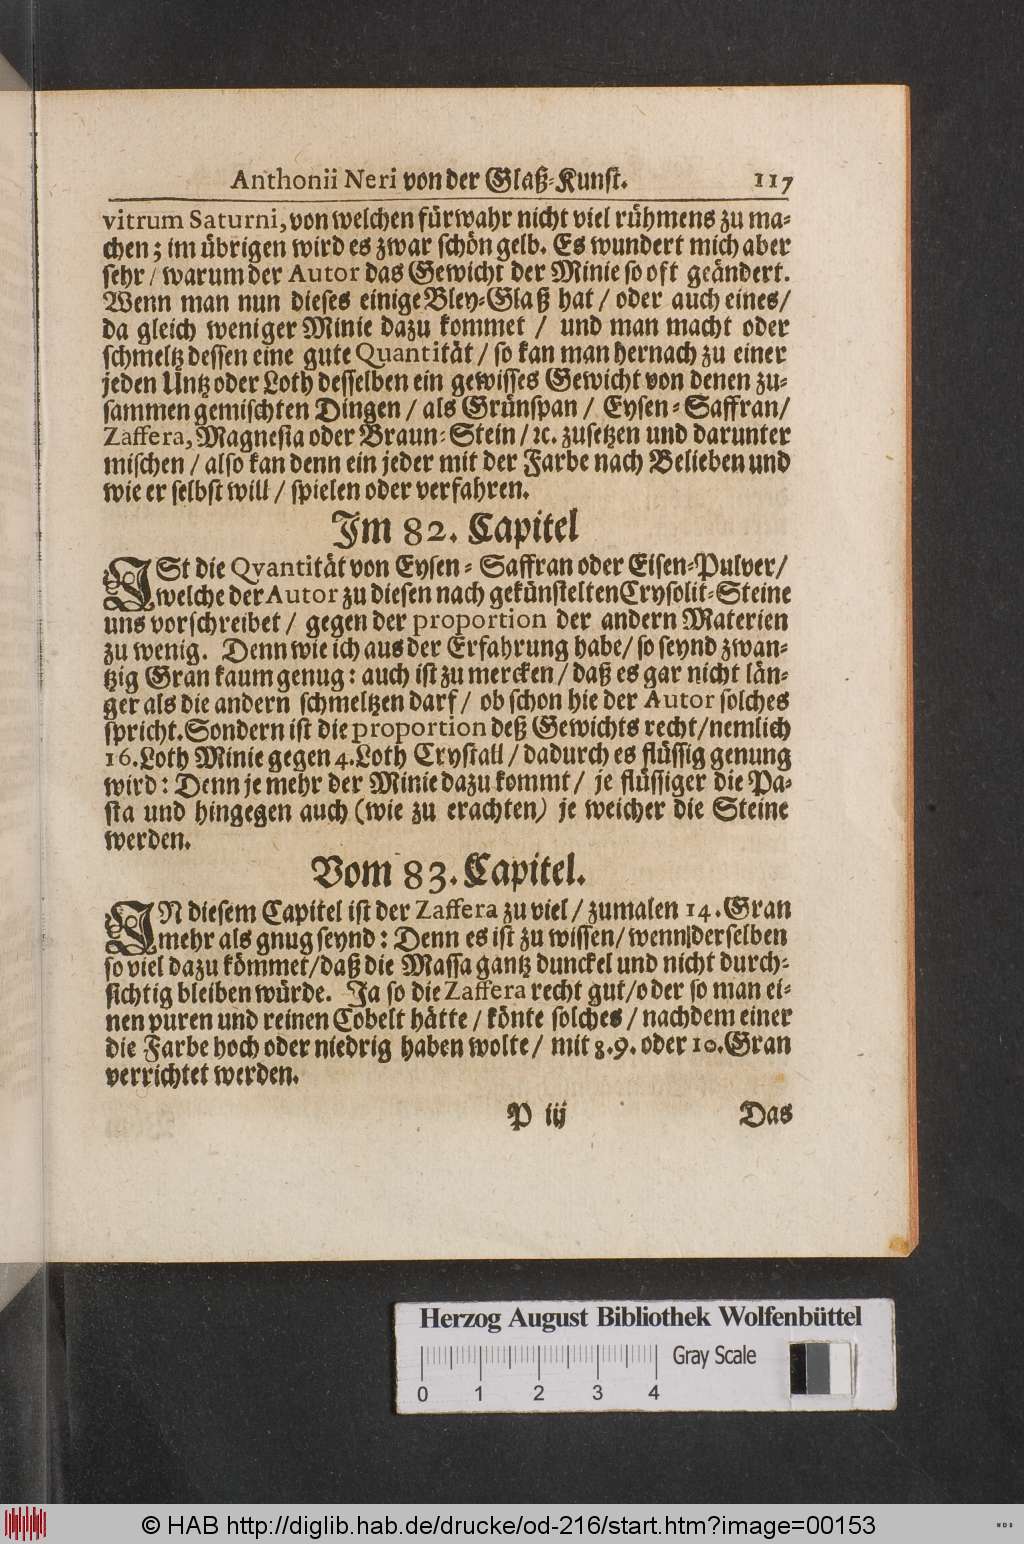 Anthonii Neri von der Glaß-Kunst. 117
vitrum Saturni, von welchen fürwahr nicht viel rühmens zu ma-
chen; im übrigen wird es zwar schön gelb. Es wundert mich aber
sehr / warum der Autor das Gewicht der Minie so oft geändert.
Wenn man nun dieses einige Bley-Glaß hat / oder auch eines /
da gleich weniger Minie dazu kommet / und man macht oder
schmeltz dessen eine gute Quantität / so kan man hernach zu einer
jeden Untz oder Loth desselben ein gewisses Gewicht von denen zu-
sammen gemischten Dingen / als Grünspan / Eysen-Saffran /
Zaffera, Magnesia oder Braun-Stein / ꝛc. zusetzen und darunter
mischen / also kan denn ein jeder mit der Farbe nach Belieben und
wie er selbst will / spielen oder verfahren.
Im 82. Capitel
ISt die Qvantität von Eysen-Saffran oder Eisen-Pulver /
welche der Autor zu diesen nach gekünstelten Crysolit-Steine
uns vorschreibet / gegen der proportion der andern Materien
zu wenig. Denn wie ich aus der Erfahrung habe / so seynd zwan-
tzig Gran kaum genug: auch ist zu mercken / daß es gar nicht län-
ger als die andern schmeltzen darf / ob schon hie der Autor solches
spricht. Sondern ist die proportion deß Gewichts recht / nemlich
16. Loth Minie gegen 4. Loth Crystall / dadurch es flüssig genung
wird: Denn je mehr der Minie dazu kommt / je flüssiger die Pa-
sta und hingegen auch (wie zu erachten) je weicher die Steine
werden.
Vom 83. Capitel.
IN diesem Capitel ist der Zaffera zu viel / zumalen 14. Gran
mehr als gnug seynd: Denn es ist zu wissen / wenn derselben
so viel dazu kömmet / daß die Massa gantz dunckel und nicht durch-
sichtig bleiben würde. Ja so die Zaffera recht gut / oder so man ei-
nen puren und reinen Cobelt hätte / könte solches / nachdem einer
die Farbe hoch oder niedrig haben wolte / mit 8. 9. oder 10. Gran
verrichtet werden.
P iij Das
Herzog August Bibliothek Wolfenbüttel
Gray Scale
0 1 2 3 4
© HAB http://diglib.hab.de/drucke/od-216/start.htm?image=00153